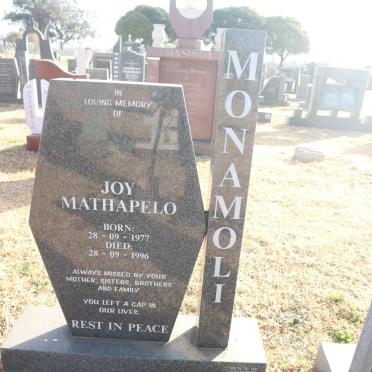 IN
LOVING MEMORY
OF
JOY
MATHAPELO
BORN:
28 - 09 - 1977
DIED:
28 - 09 - 1996
ALWAYS MISSED BY YOUR
MOTHER, SISTERS, BROTHERS
AND FAMILY
YOU LEFT A GAP IN
OUR LIVES
REST IN PEACE
MONAMOLI